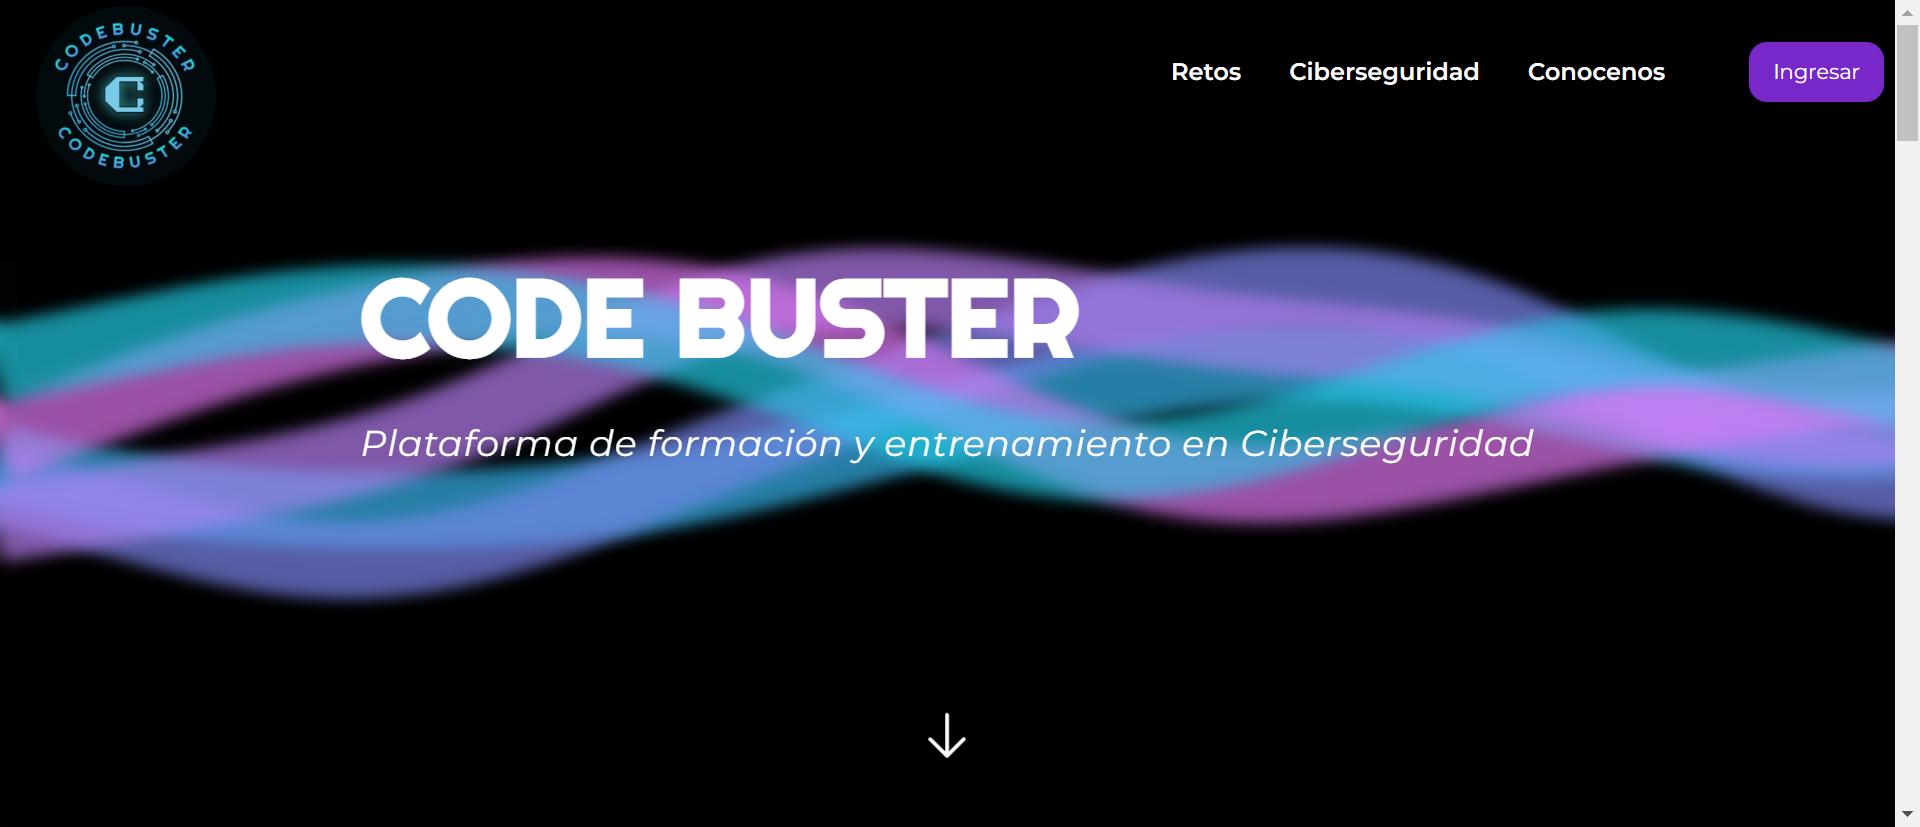 CODEBUSTER
C
CODEBUSTER
Retos Ciberseguridad Conocenos Ingresar
CODE BUSTER
Plataforma de formación y entrenamiento en Ciberseguridad